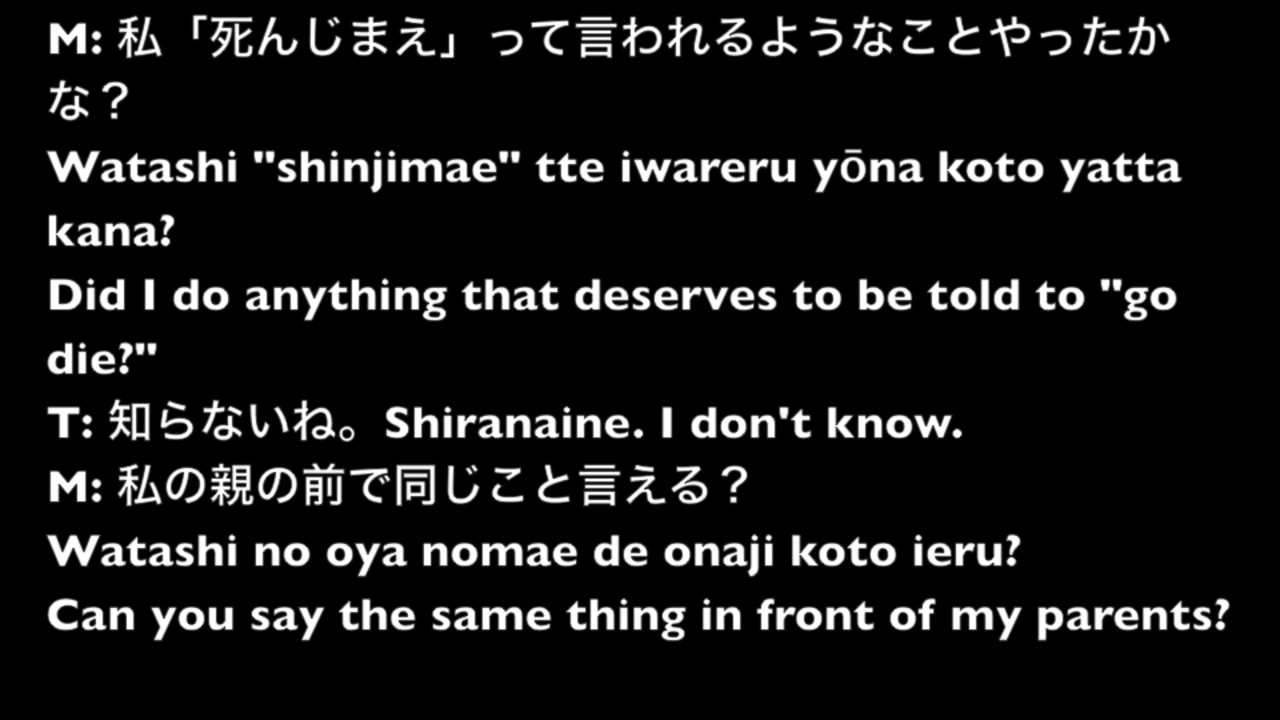 M: 私「死んじまえ」って言われるようなことやったか
な？
Watashi "shinjimae" tte iwareru yōna koto yatta
kana?
Did I do anything that deserves to be told to "go
die?"
T: 知らないね。Shiranaine. I don't know.
M: 私の親の前で同じこと言える？
Watashi no oya nomae de onaji koto ieru?
Can you say the same thing in front of my parents?